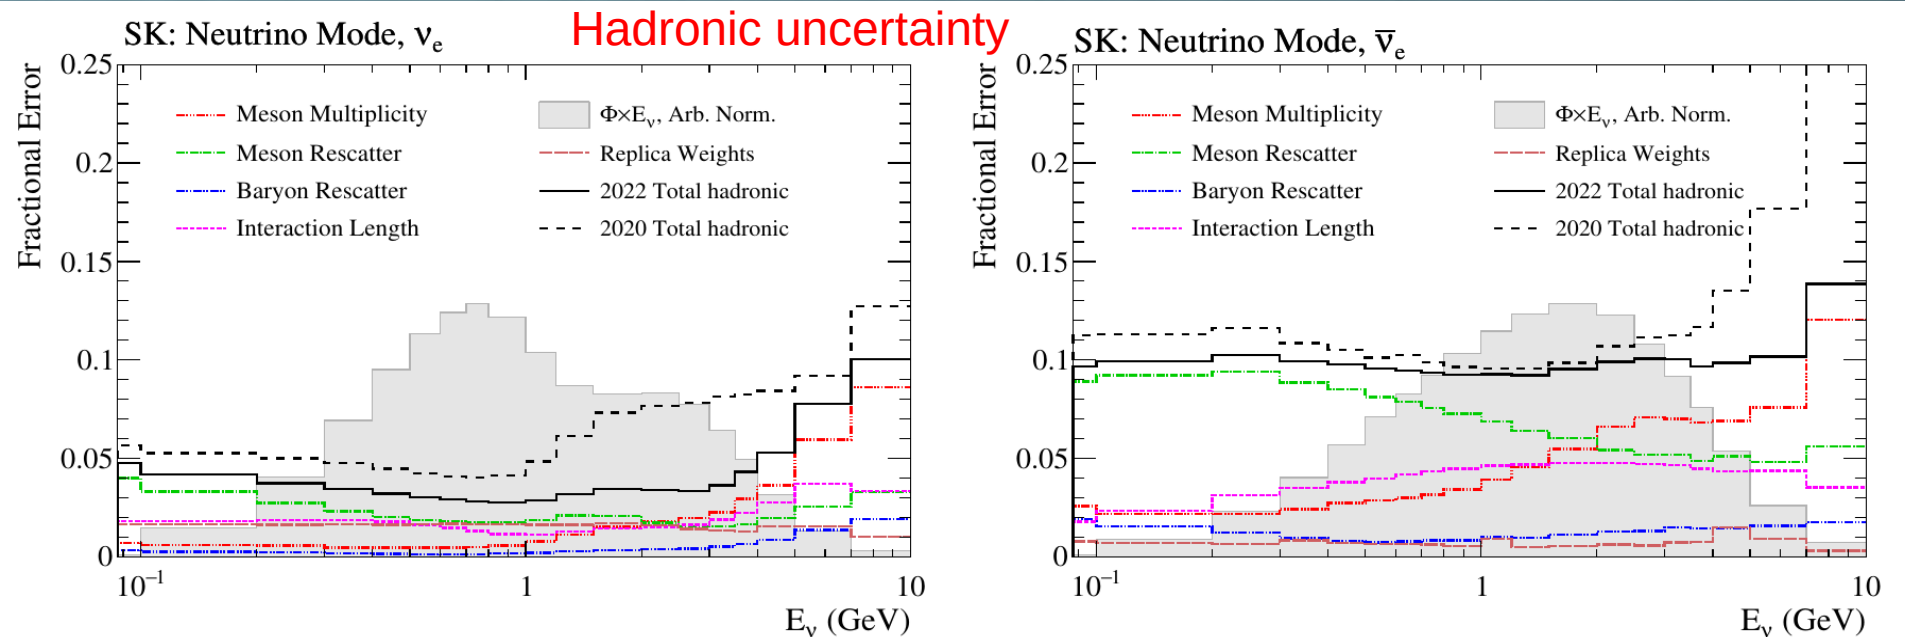 Hadronic uncertainty
SK: Neutrino Mode, νe
Fractional Error
0.25
0.2
0.15
0.1
0.05
0
Meson Multiplicity
Meson Rescatter
Baryon Rescatter
Interaction Length
Φ×Eν, Arb. Norm.
Replica Weights
2022 Total hadronic
2020 Total hadronic
10⁻¹ 1 10
Eν (GeV)
SK: Neutrino Mode, ν̅e
Fractional Error
0.25
0.2
0.15
0.1
0.05
0
Meson Multiplicity
Meson Rescatter
Baryon Rescatter
Interaction Length
Φ×Eν, Arb. Norm.
Replica Weights
2022 Total hadronic
2020 Total hadronic
10⁻¹ 1 10
Eν (GeV)